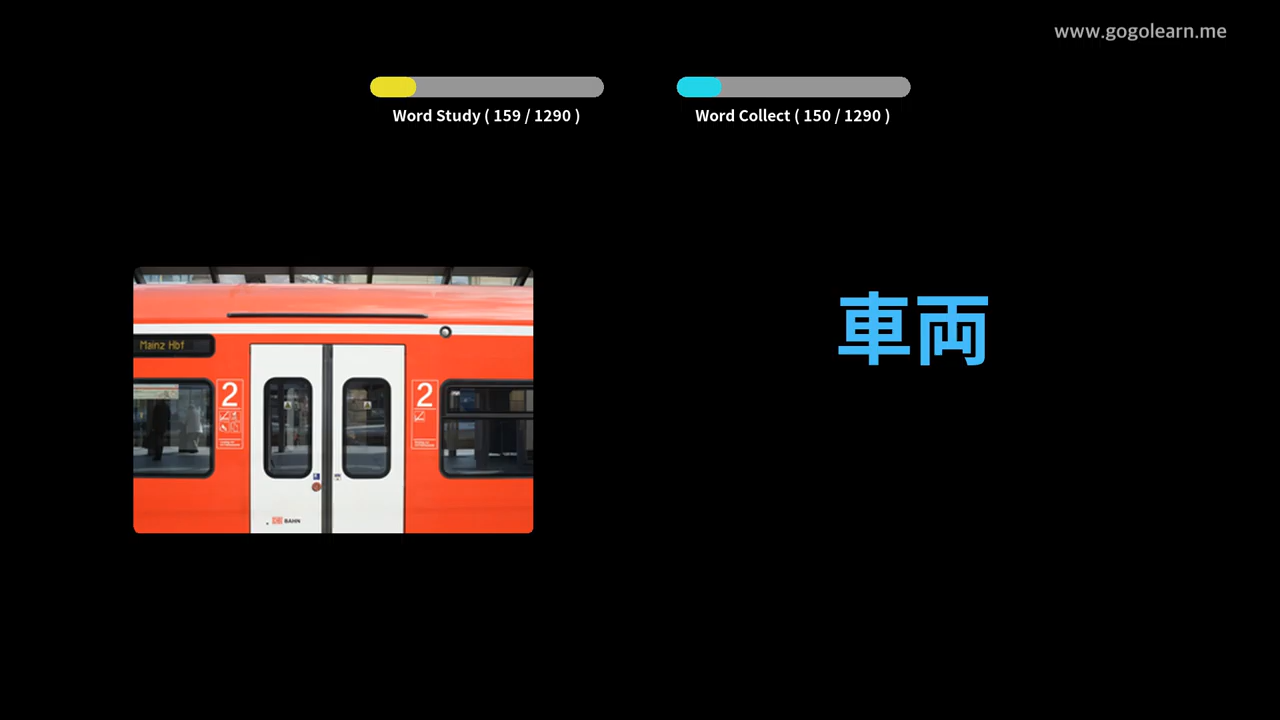 www.gogolearn.me
Word Study ( 159 / 1290 )
Word Collect ( 150 / 1290 )
車両
Mainz Hbf
2
2
DB BAHN